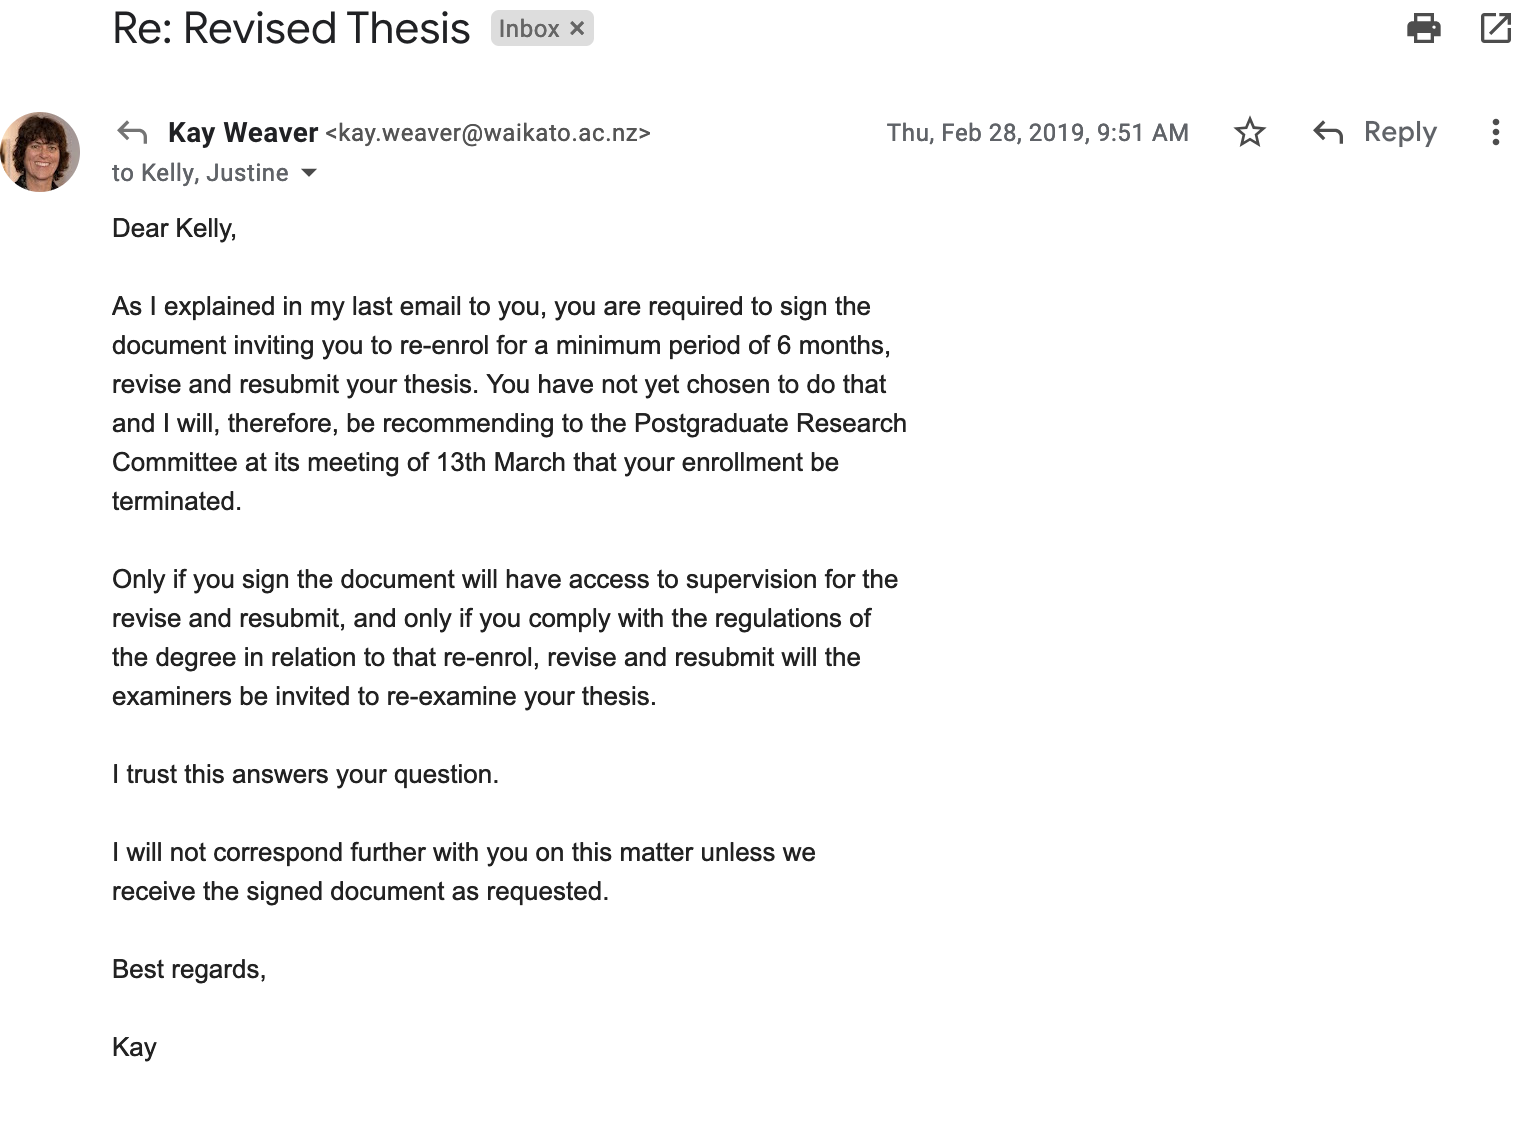 Re: Revised Thesis Inbox ×
Kay Weaver <kay.weaver@waikato.ac.nz> Thu, Feb 28, 2019, 9:51 AM Reply
to Kelly, Justine
Dear Kelly,
As I explained in my last email to you, you are required to sign the
document inviting you to re-enrol for a minimum period of 6 months,
revise and resubmit your thesis. You have not yet chosen to do that
and I will, therefore, be recommending to the Postgraduate Research
Committee at its meeting of 13th March that your enrollment be
terminated.
Only if you sign the document will have access to supervision for the
revise and resubmit, and only if you comply with the regulations of
the degree in relation to that re-enrol, revise and resubmit will the
examiners be invited to re-examine your thesis.
I trust this answers your question.
I will not correspond further with you on this matter unless we
receive the signed document as requested.
Best regards,
Kay